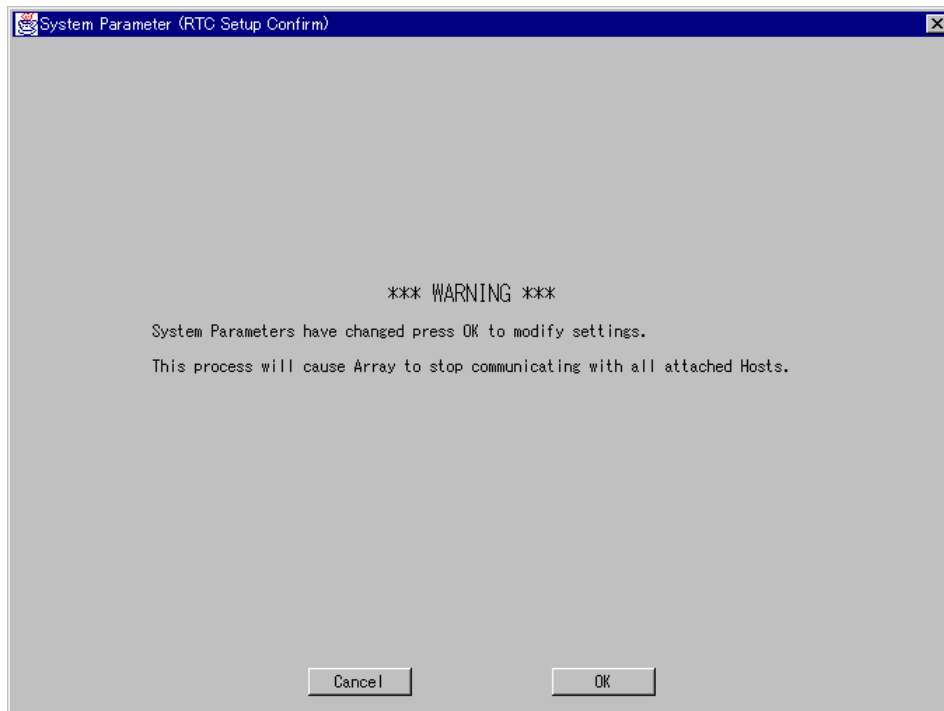 System Parameter (RTC Setup Confirm)
*** WARNING ***
System Parameters have changed press OK to modify settings.
This process will cause Array to stop communicating with all attached Hosts.
Cancel OK